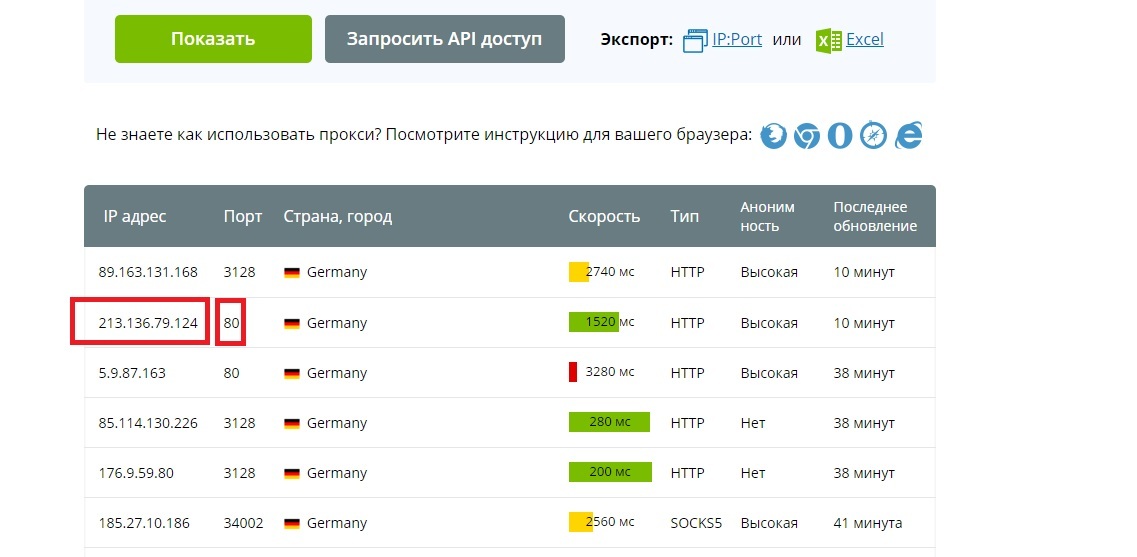 Показать Запросить API доступ Экспорт: IP:Port или Excel
Не знаете как использовать прокси? Посмотрите инструкцию для вашего браузера:
IP адрес Порт Страна, город Скорость Тип Аноним Последнее
ность обновление
89.163.131.168 3128 Germany 2740 мс HTTP Высокая 10 минут
213.136.79.124 80 Germany 1520 мс HTTP Высокая 10 минут
5.9.87.163 80 Germany 3280 мс HTTP Высокая 38 минут
85.114.130.226 3128 Germany 280 мс HTTP Нет 38 минут
176.9.59.80 3128 Germany 200 мс HTTP Нет 38 минут
185.27.10.186 34002 Germany 2560 мс SOCKS5 Высокая 41 минута